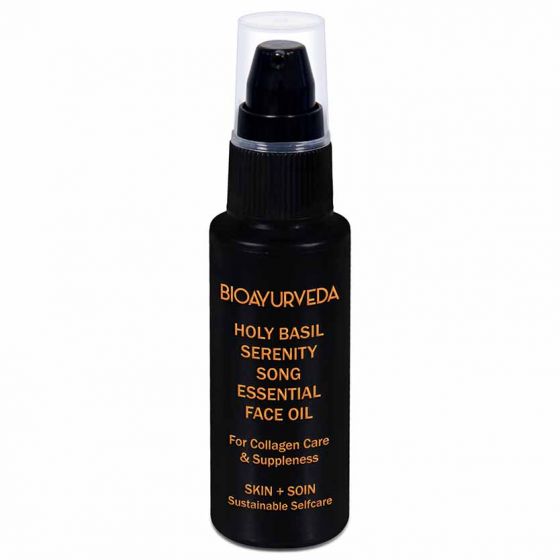 BIOAYURVEDA
HOLY BASIL
SERENITY
SONG
ESSENTIAL
FACE OIL
For Collagen Care
& Suppleness
SKIN + SOIN
Sustainable Selfcare